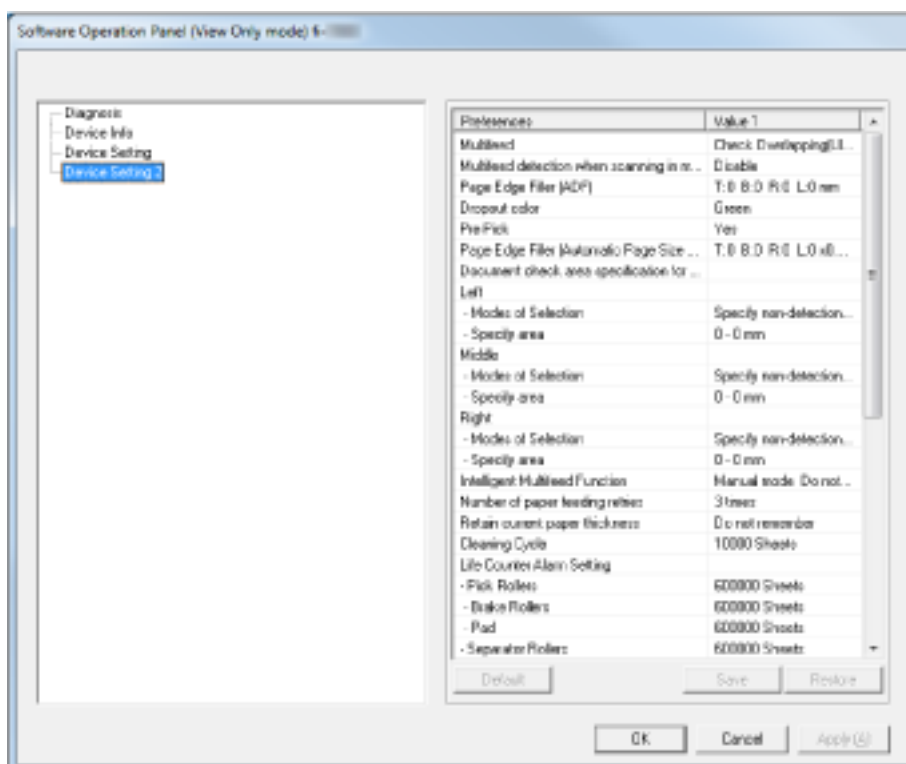 Software Operation Panel (View Only mode) fi-
Diagnosis
Device Info
Device Setting
Device Setting 2
Preferences Value 1
Multifeed Check Overlapping(Ul...
Multifeed detection when scanning in m... Disable
Page Edge Filler (ADF) T:0 B:0 R:0 L:0 mm
Dropout color Green
Pre Pick Yes
Page Edge Filler (Automatic Page Size ... T:0 B:0 R:0 L:0 x0...
Document check area specification for ...
Left
- Modes of Selection Specify non-detection...
- Specify area 0 - 0 mm
Middle
- Modes of Selection Specify non-detection...
- Specify area 0 - 0 mm
Right
- Modes of Selection Specify non-detection...
- Specify area 0 - 0 mm
Intelligent Multifeed Function Manual mode: Do not...
Number of paper feeding retries 3 times
Retain current paper thickness Do not remember
Cleaning Cycle 10000 Sheets
Life Counter Alarm Setting
- Pick Rollers 600000 Sheets
- Brake Rollers 600000 Sheets
- Pad 600000 Sheets
- Separator Rollers 600000 Sheets
Default Save Restore
OK Cancel Apply (A)